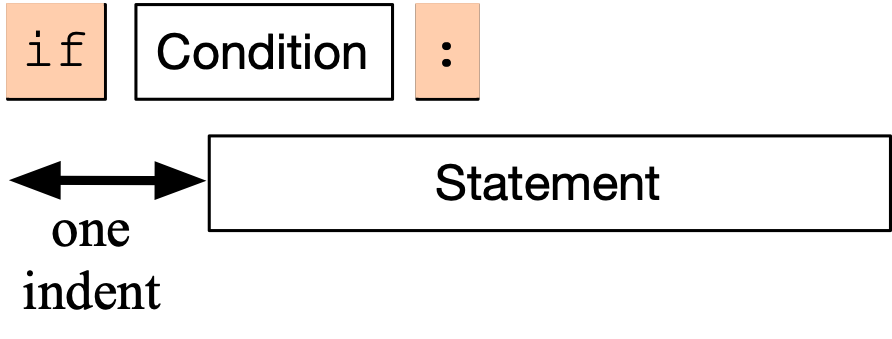 if Condition :
Statement
one
indent